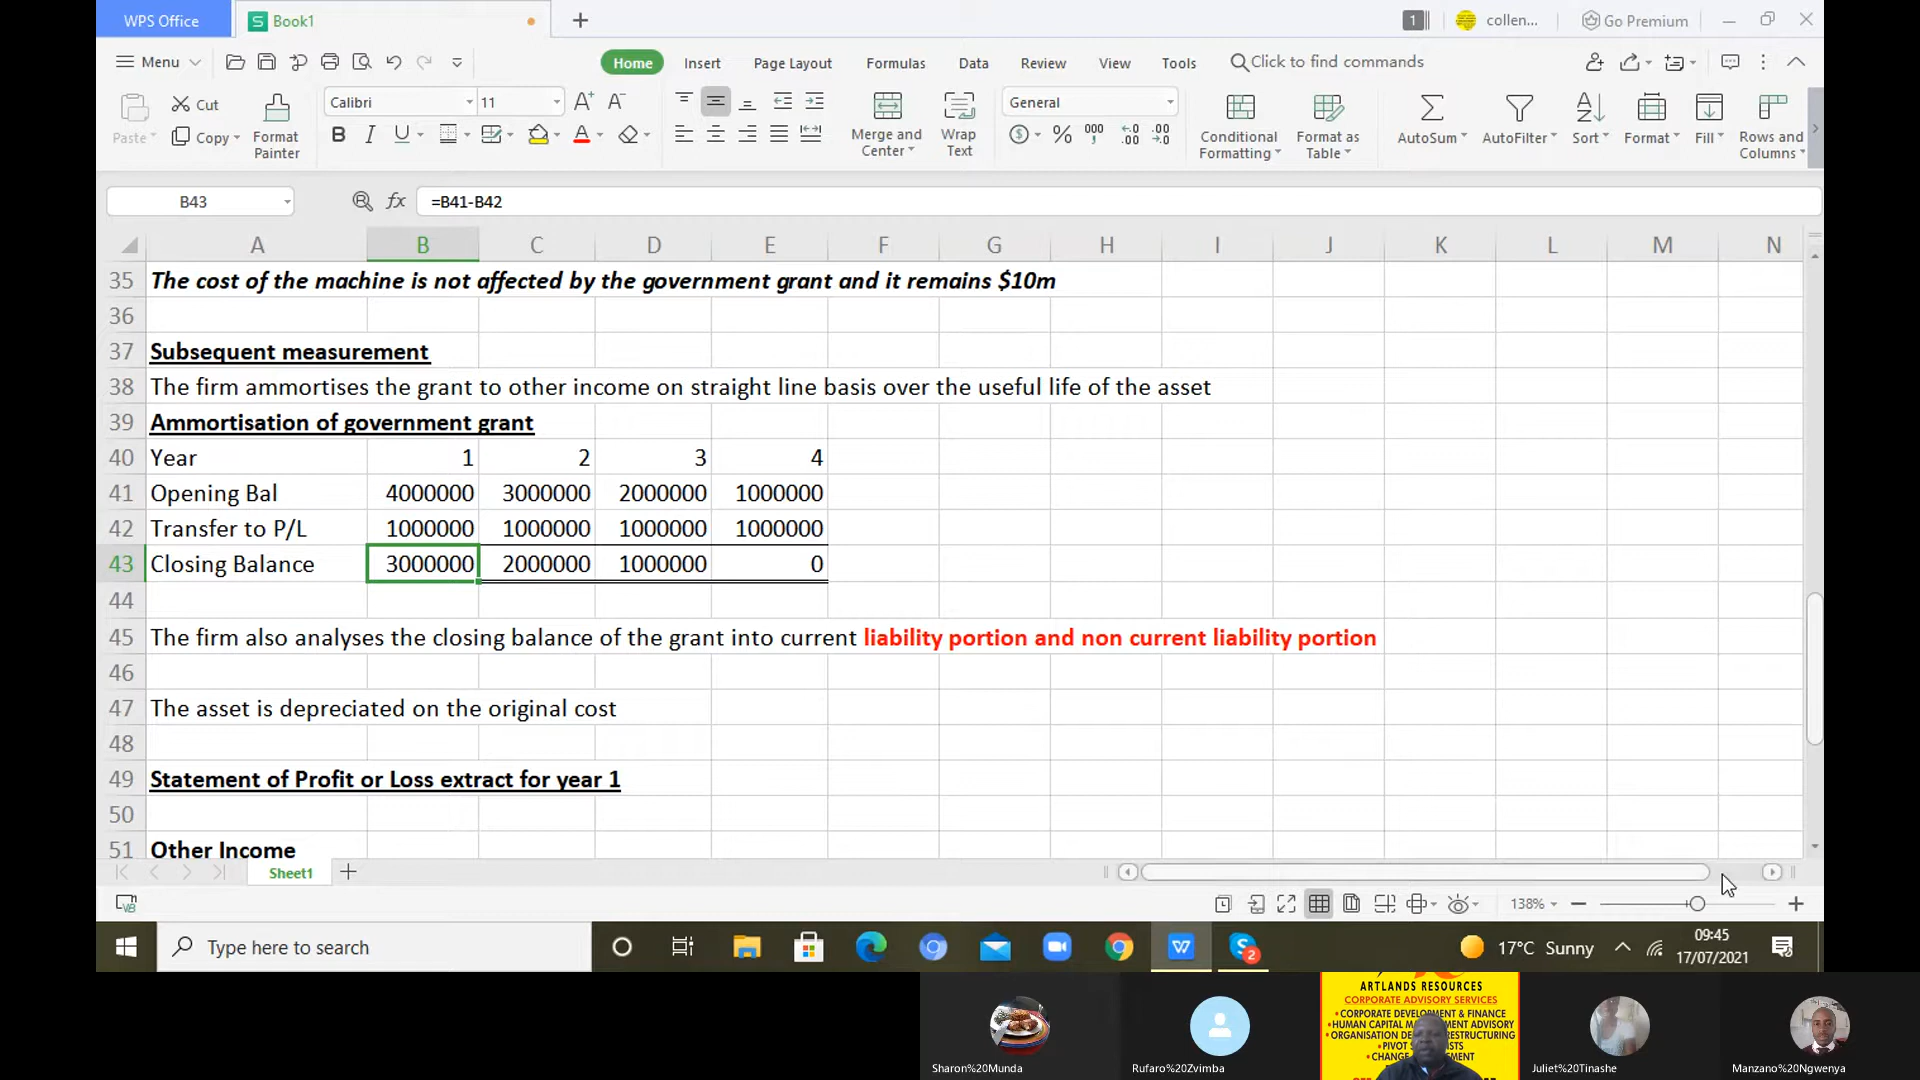 WPS Office
Book1
1
collen...
Go Premium
Menu
Home
Insert
Page Layout
Formulas
Data
Review
View
Tools
Click to find commands
Paste
Cut
Copy
Format Painter
Calibri
11
Merge and Center
Wrap Text
General
Conditional Formatting
Format as Table
AutoSum
AutoFilter
Sort
Format
Fill
Rows and Columns
B43
fx
=B41-B42
A B C D E F G H I J K L M N
35 The cost of the machine is not affected by the government grant and it remains $10m
36
37 Subsequent measurement
38 The firm ammortises the grant to other income on straight line basis over the useful life of the asset
39 Ammortisation of government grant
40 Year 1 2 3 4
41 Opening Bal 4000000 3000000 2000000 1000000
42 Transfer to P/L 1000000 1000000 1000000 1000000
43 Closing Balance 3000000 2000000 1000000 0
44
45 The firm also analyses the closing balance of the grant into current liability portion and non current liability portion
46
47 The asset is depreciated on the original cost
48
49 Statement of Profit or Loss extract for year 1
50
51 Other Income
Sheet1
138%
Type here to search
2
17°C Sunny
09:45
17/07/2021
ARTLANDS RESOURCES
CORPORATE ADVISORY SERVICES
• CORPORATE DEVELOPMENT & FINANCE
Sharon%20Munda
Rufaro%20Zvimba
Juliet%20Tinashe
Manzano%20Ngwenya